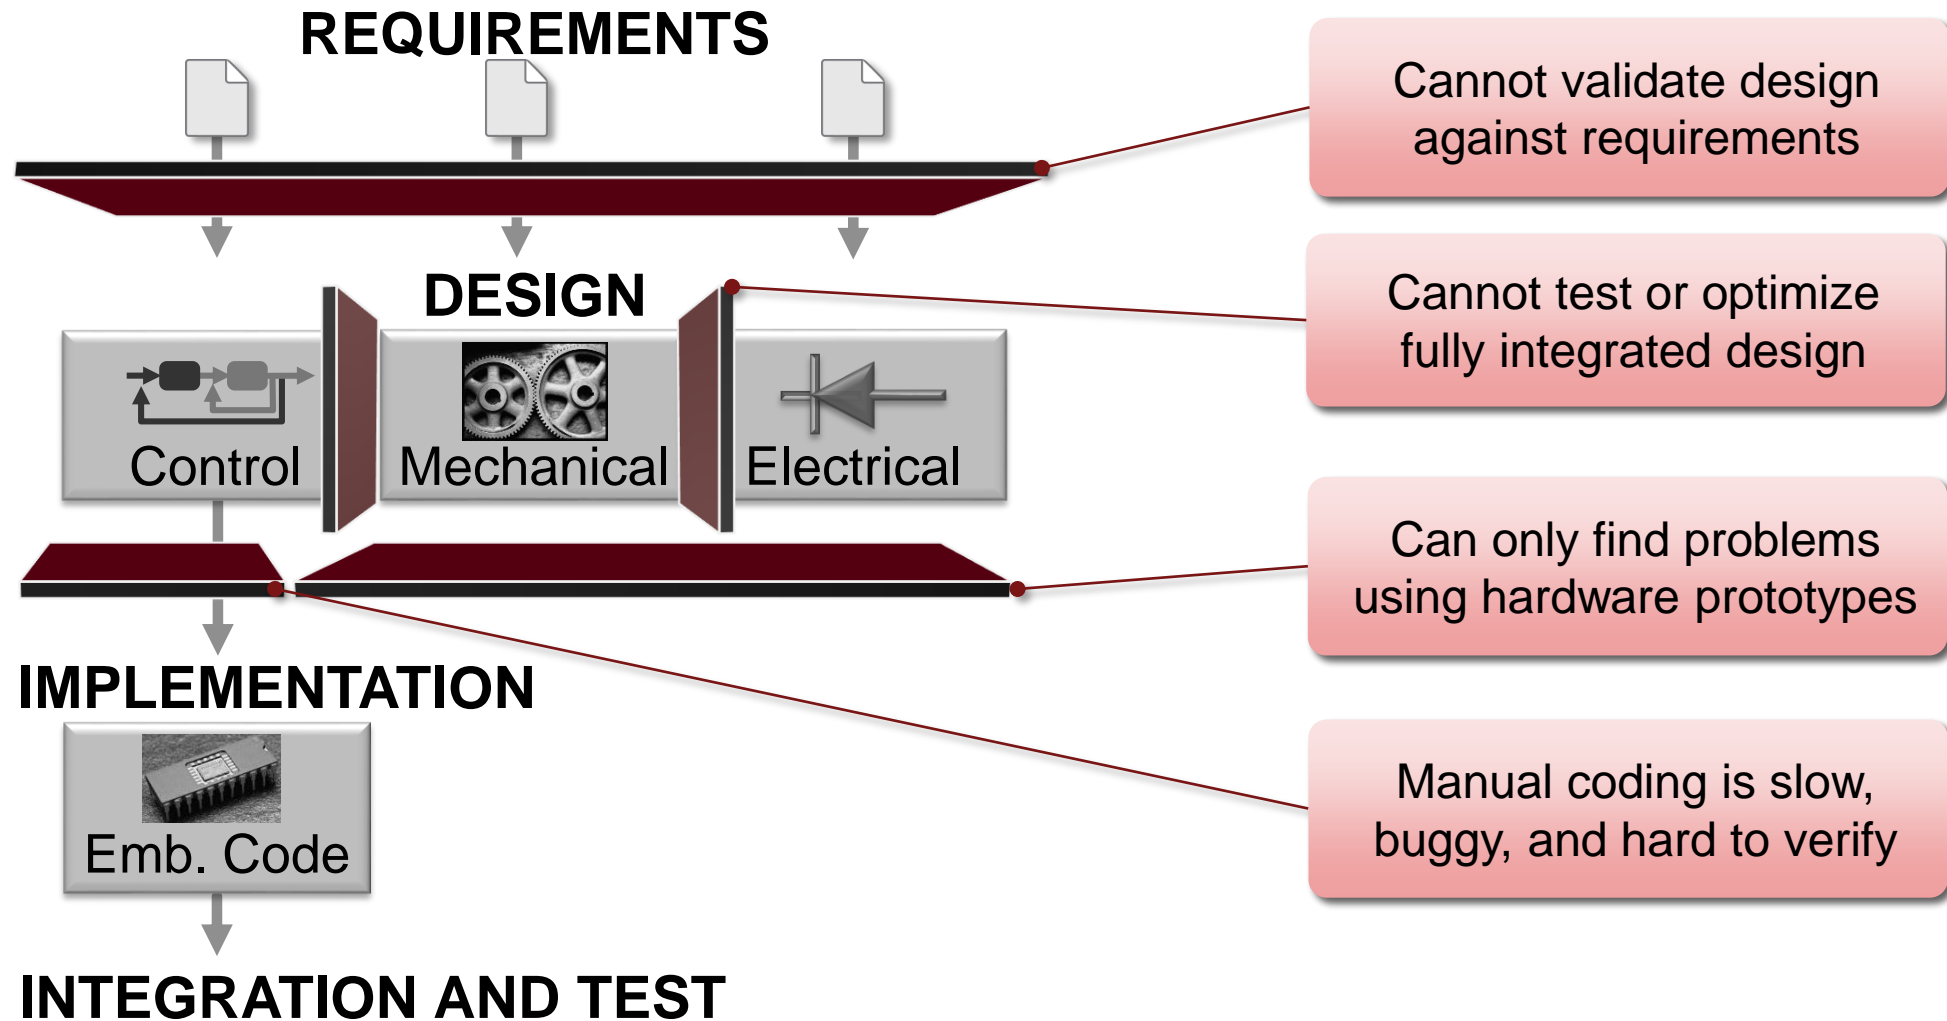 REQUIREMENTS
Cannot validate design
against requirements
DESIGN
Cannot test or optimize
fully integrated design
Control
Mechanical
Electrical
Can only find problems
using hardware prototypes
IMPLEMENTATION
Emb. Code
Manual coding is slow,
buggy, and hard to verify
INTEGRATION AND TEST